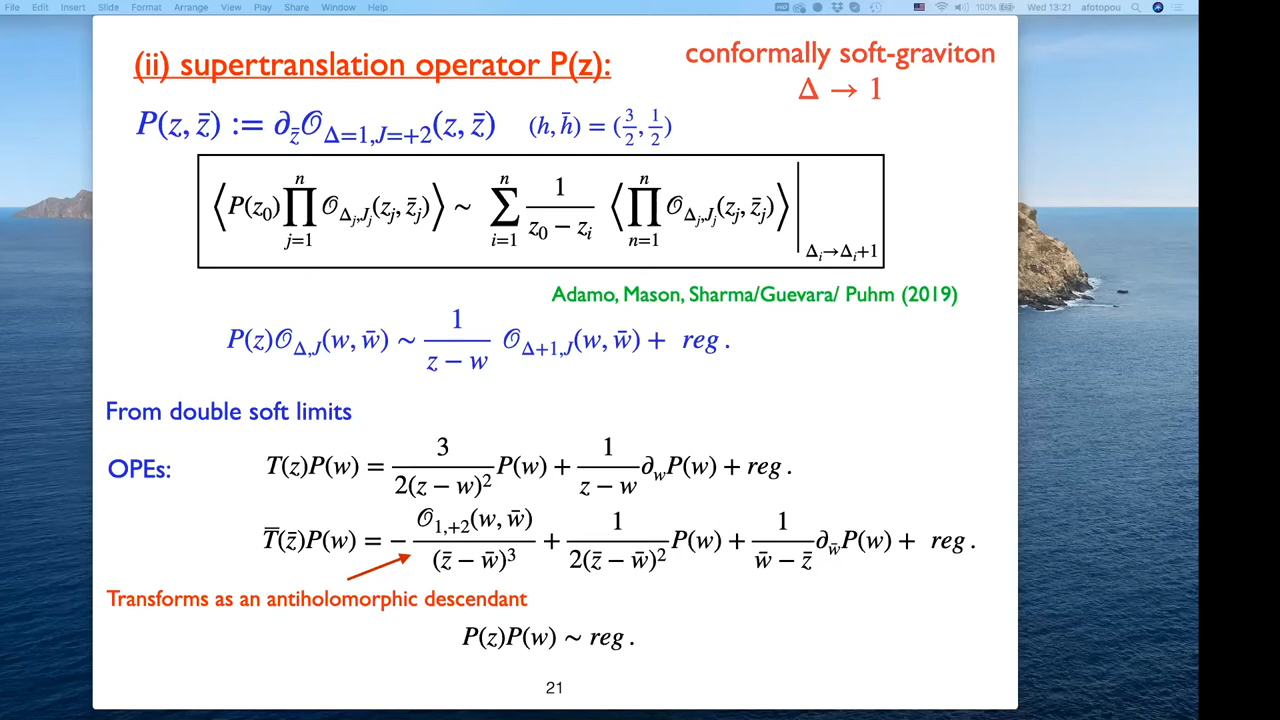 File Edit Insert Slide Format Arrange View Play Share Window Help 100% Wed 13:21 afotopou
(ii) supertranslation operator P(z):
conformally soft-graviton
Δ → 1
P(z, z̄) := ∂_z̄ 𝒪_{Δ=1,J=+2}(z, z̄) (h, h̄) = (3/2, 1/2)
⟨P(z₀) ∏_{j=1}^{n} 𝒪_{Δ_j,J_j}(z_j, z̄_j)⟩ ~ ∑_{i=1}^{n} 1/(z₀ − z_i) ⟨∏_{n=1}^{n} 𝒪_{Δ_j,J_j}(z_j, z̄_j)⟩ |_{Δ_i→Δ_i+1}
Adamo, Mason, Sharma/Guevara/ Puhm (2019)
P(z)𝒪_{Δ,J}(w, w̄) ~ 1/(z − w) 𝒪_{Δ+1,J}(w, w̄) + reg .
From double soft limits
OPEs: T(z)P(w) = 3/(2(z − w)²) P(w) + 1/(z − w) ∂_w P(w) + reg .
T̄(z̄)P(w) = − 𝒪_{1,+2}(w, w̄)/(z̄ − w̄)³ + 1/(2(z̄ − w̄)²) P(w) + 1/(w̄ − z̄) ∂_w̄ P(w) + reg .
Transforms as an antiholomorphic descendant
P(z)P(w) ~ reg .
21